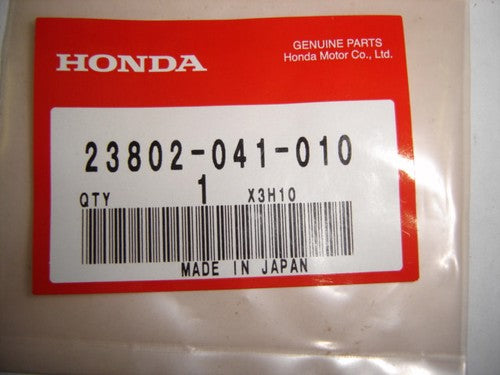 HONDA
GENUINE PARTS
Honda Motor Co., Ltd.
23802-041-010
QTY 1 X3H10
MADE IN JAPAN